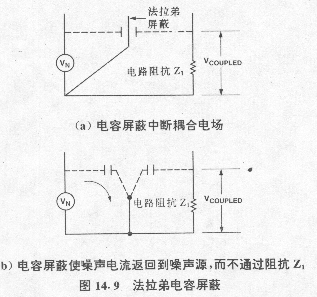 法拉弟
屏蔽
VN
电路阻抗 Z1
VCOUPLED
(a) 电容屏蔽中断耦合电场
VN
电路阻抗 Z1
VCOUPLED
b) 电容屏蔽使噪声电流返回到噪声源,而不通过阻抗 Z1
图 14.9 法拉弟电容屏蔽